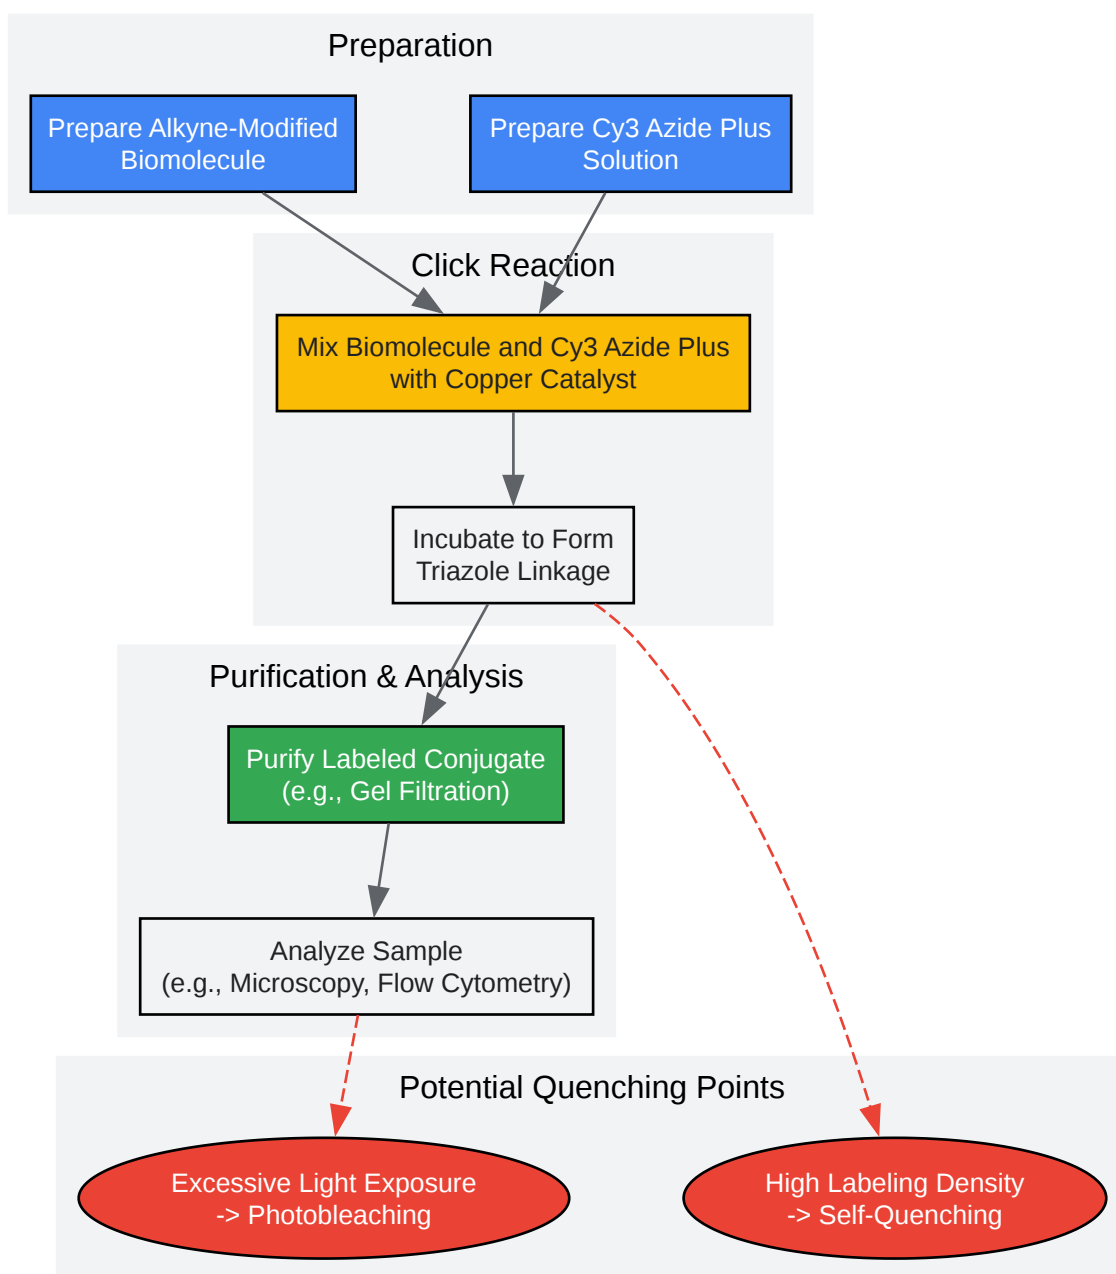 Preparation
Prepare Alkyne-Modified
Biomolecule
Prepare Cy3 Azide Plus
Solution
Click Reaction
Mix Biomolecule and Cy3 Azide Plus
with Copper Catalyst
Incubate to Form
Triazole Linkage
Purification & Analysis
Purify Labeled Conjugate
(e.g., Gel Filtration)
Analyze Sample
(e.g., Microscopy, Flow Cytometry)
Potential Quenching Points
Excessive Light Exposure
-> Photobleaching
High Labeling Density
-> Self-Quenching